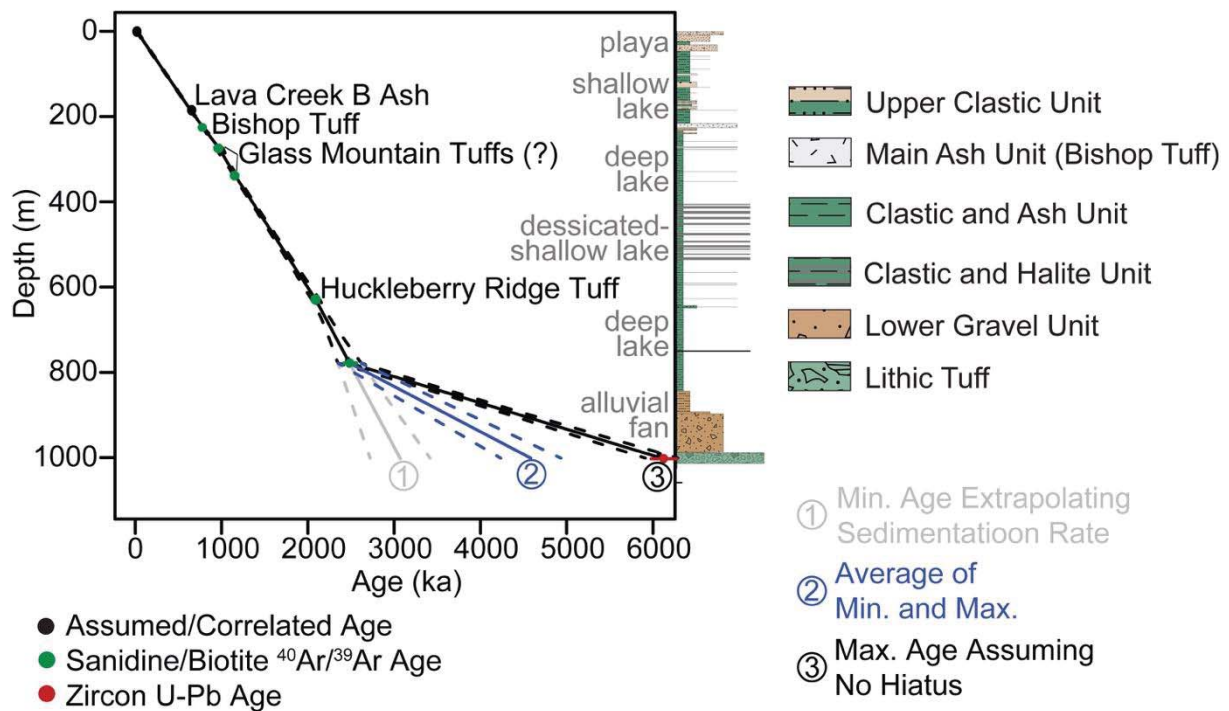 0
200
400
600
800
1000
Depth (m)
0
1000
2000
3000
4000
5000
6000
Age (ka)
Lava Creek B Ash
Bishop Tuff
Glass Mountain Tuffs (?)
Huckleberry Ridge Tuff
1
2
3
playa
shallow
lake
deep
lake
dessicated-
shallow lake
deep
lake
alluvial
fan
Upper Clastic Unit
Main Ash Unit (Bishop Tuff)
Clastic and Ash Unit
Clastic and Halite Unit
Lower Gravel Unit
Lithic Tuff
1 Min. Age Extrapolating
Sedimentatioon Rate
2 Average of
Min. and Max.
3 Max. Age Assuming
No Hiatus
Assumed/Correlated Age
Sanidine/Biotite ⁴⁰Ar/³⁹Ar Age
Zircon U-Pb Age